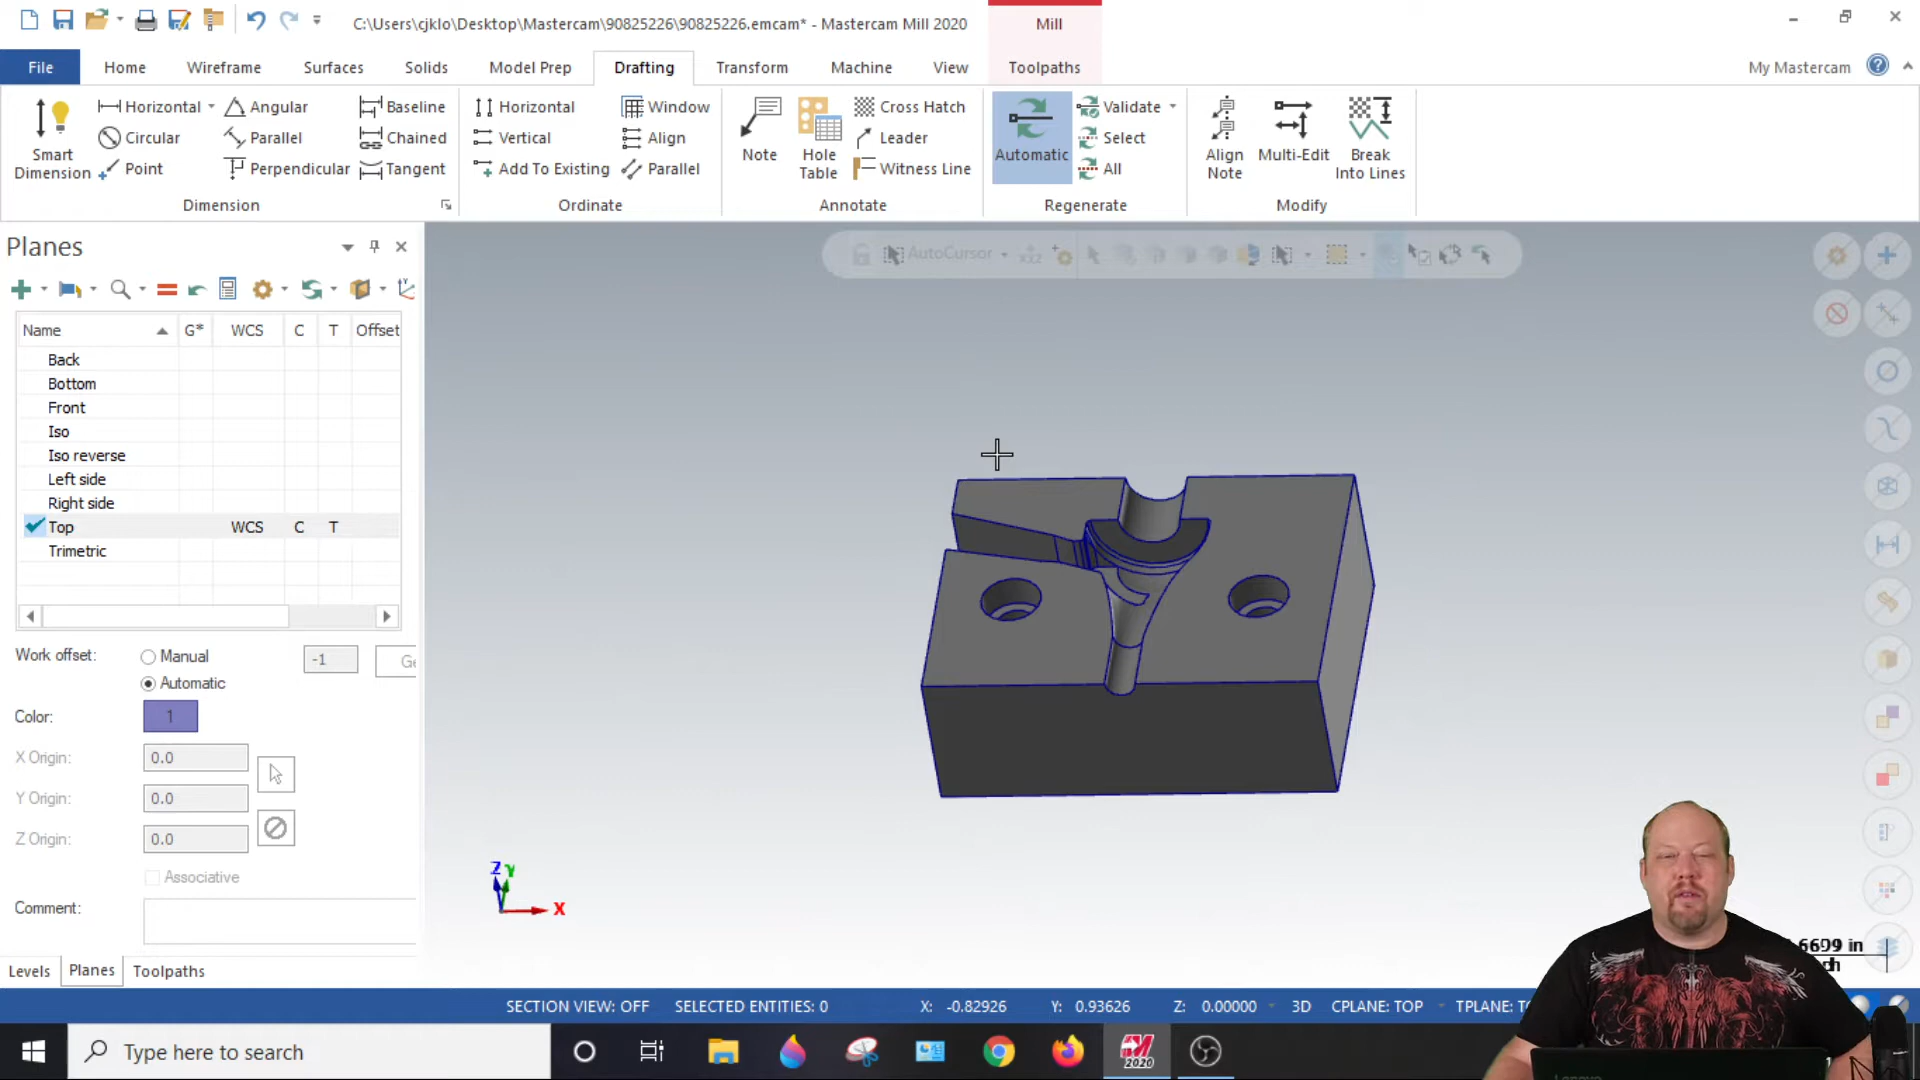 C:\Users\cjklo\Desktop\Mastercam\90825226\90825226.emcam* - Mastercam Mill 2020
Mill
File
Home
Wireframe
Surfaces
Solids
Model Prep
Drafting
Transform
Machine
View
Toolpaths
My Mastercam
Smart Dimension
Horizontal
Circular
Point
Angular
Parallel
Perpendicular
Baseline
Chained
Tangent
Dimension
Horizontal
Vertical
Add To Existing
Window
Align
Parallel
Ordinate
Note
Hole Table
Cross Hatch
Leader
Witness Line
Annotate
Automatic
Validate
Select
All
Regenerate
Align Note
Multi-Edit
Break Into Lines
Modify
Planes
AutoCursor
Name G* WCS C T Offset
Back
Bottom
Front
Iso
Iso reverse
Left side
Right side
Top WCS C T
Trimetric
Work offset:
Manual
-1
Automatic
Color:
1
X Origin: 0.0
Y Origin: 0.0
Z Origin: 0.0
Associative
Comment:
Z Y X
Levels
Planes
Toolpaths
6699 in
SECTION VIEW: OFF
SELECTED ENTITIES: 0
X: -0.82926
Y: 0.93626
Z: 0.00000
3D
CPLANE: TOP
TPLANE:
Type here to search
2020